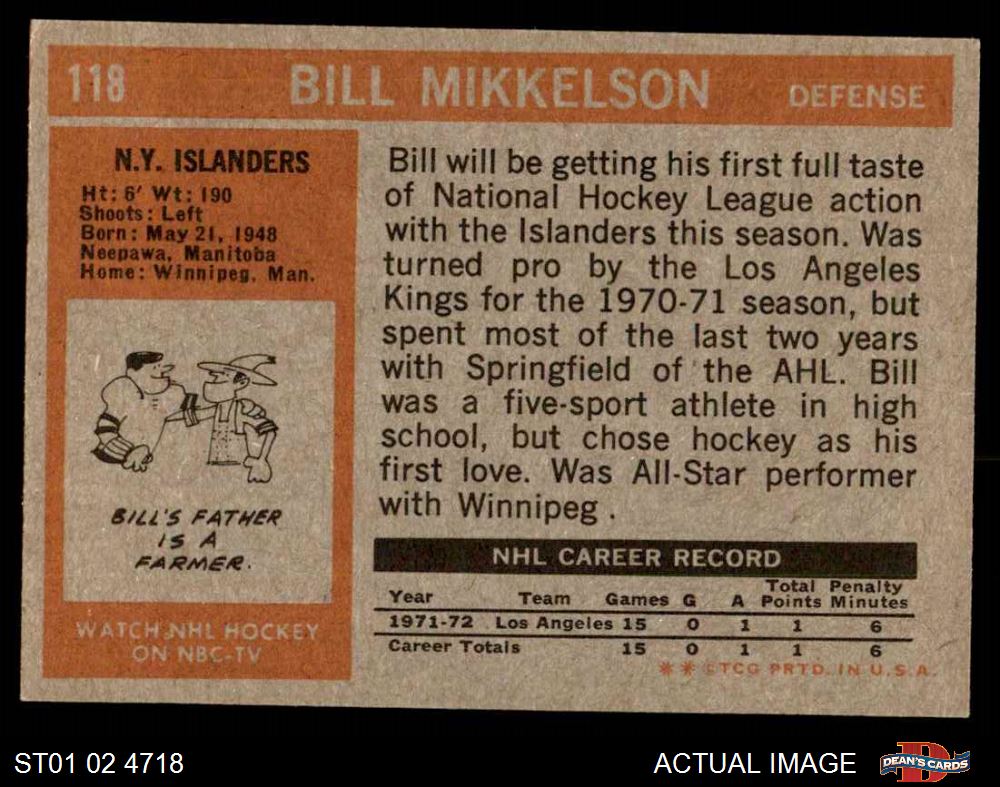 118 BILL MIKKELSON DEFENSE
N.Y. ISLANDERS
Ht: 6' Wt: 190
Shoots: Left
Born: May 21, 1948
Neepawa, Manitoba
Home: Winnipeg, Man.
BILL'S FATHER
IS A
FARMER.
WATCH NHL HOCKEY
ON NBC-TV
Bill will be getting his first full taste
of National Hockey League action
with the Islanders this season. Was
turned pro by the Los Angeles
Kings for the 1970-71 season, but
spent most of the last two years
with Springfield of the AHL. Bill
was a five-sport athlete in high
school, but chose hockey as his
first love. Was All-Star performer
with Winnipeg.
NHL CAREER RECORD
Year Team Games G A Total Points Penalty Minutes
1971-72 Los Angeles 15 0 1 1 6
Career Totals 15 0 1 1 6
** ©TCG PRTD. IN U.S.A.
ST01 02 4718
ACTUAL IMAGE
D
DEAN'S CARDS